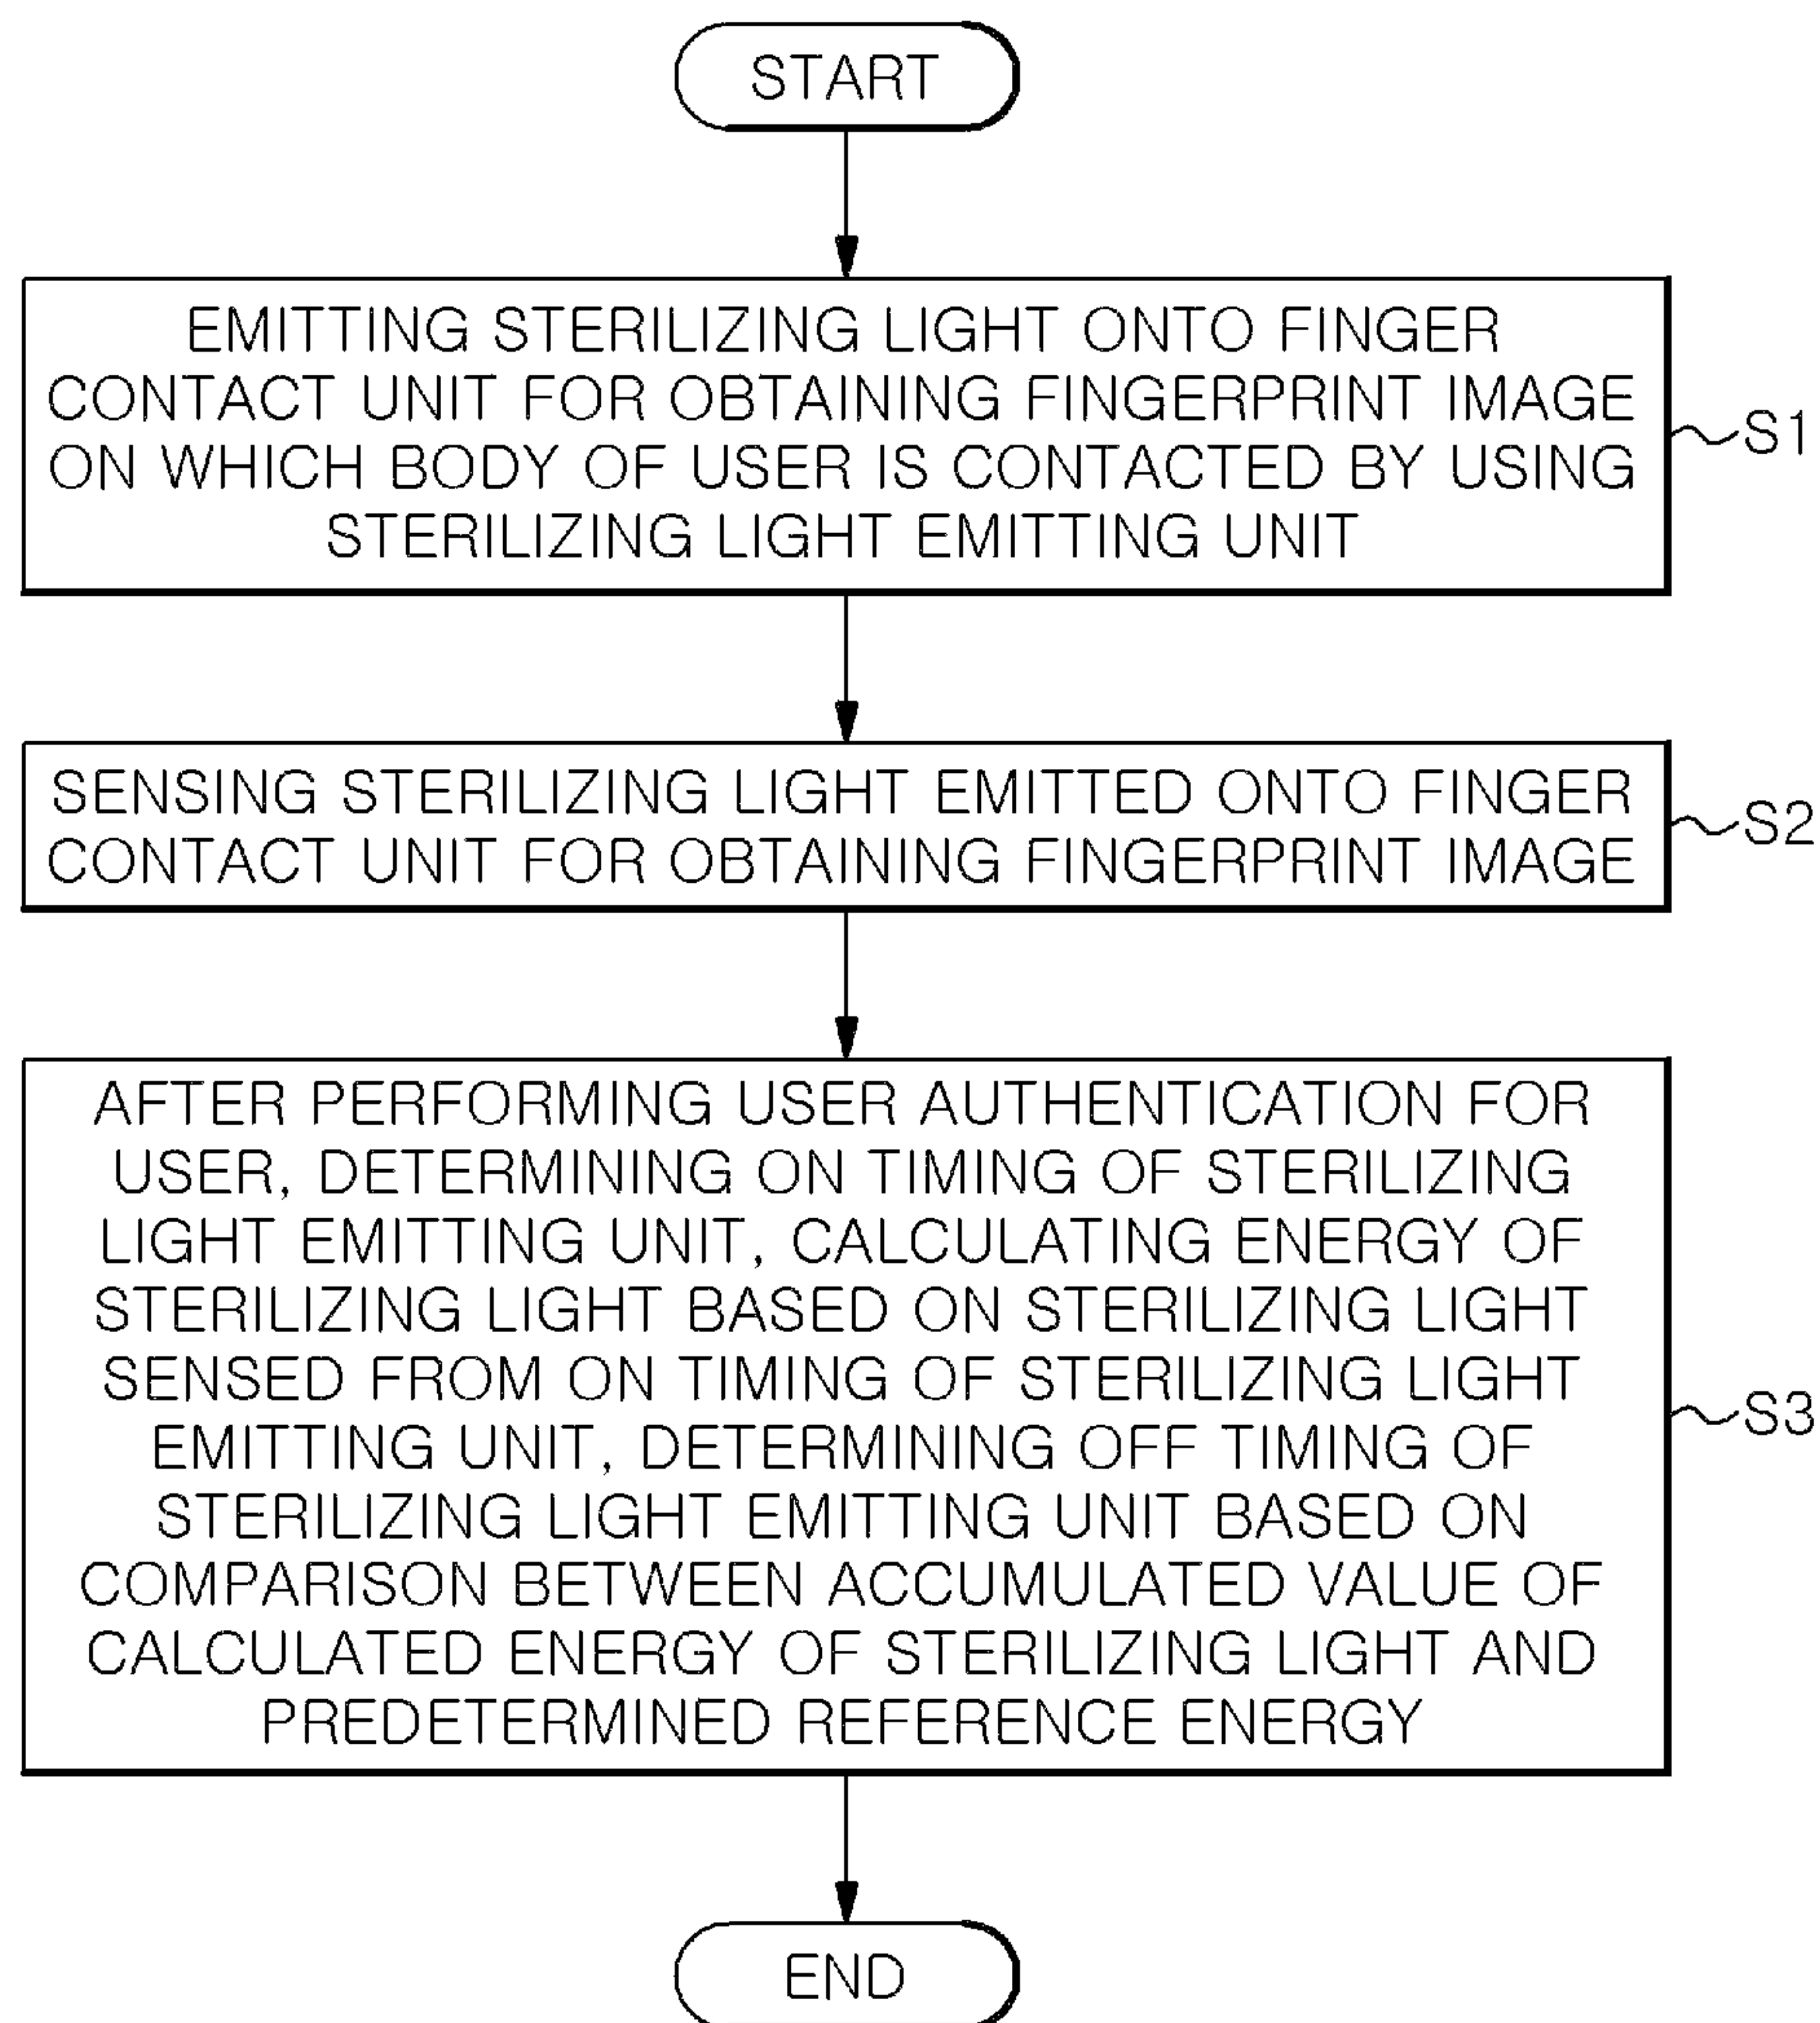 START
EMITTING STERILIZING LIGHT ONTO FINGER
CONTACT UNIT FOR OBTAINING FINGERPRINT IMAGE
ON WHICH BODY OF USER IS CONTACTED BY USING
STERILIZING LIGHT EMITTING UNIT
S1
SENSING STERILIZING LIGHT EMITTED ONTO FINGER
CONTACT UNIT FOR OBTAINING FINGERPRINT IMAGE
S2
AFTER PERFORMING USER AUTHENTICATION FOR
USER, DETERMINING ON TIMING OF STERILIZING
LIGHT EMITTING UNIT, CALCULATING ENERGY OF
STERILIZING LIGHT BASED ON STERILIZING LIGHT
SENSED FROM ON TIMING OF STERILIZING LIGHT
EMITTING UNIT, DETERMINING OFF TIMING OF
STERILIZING LIGHT EMITTING UNIT BASED ON
COMPARISON BETWEEN ACCUMULATED VALUE OF
CALCULATED ENERGY OF STERILIZING LIGHT AND
PREDETERMINED REFERENCE ENERGY
S3
END